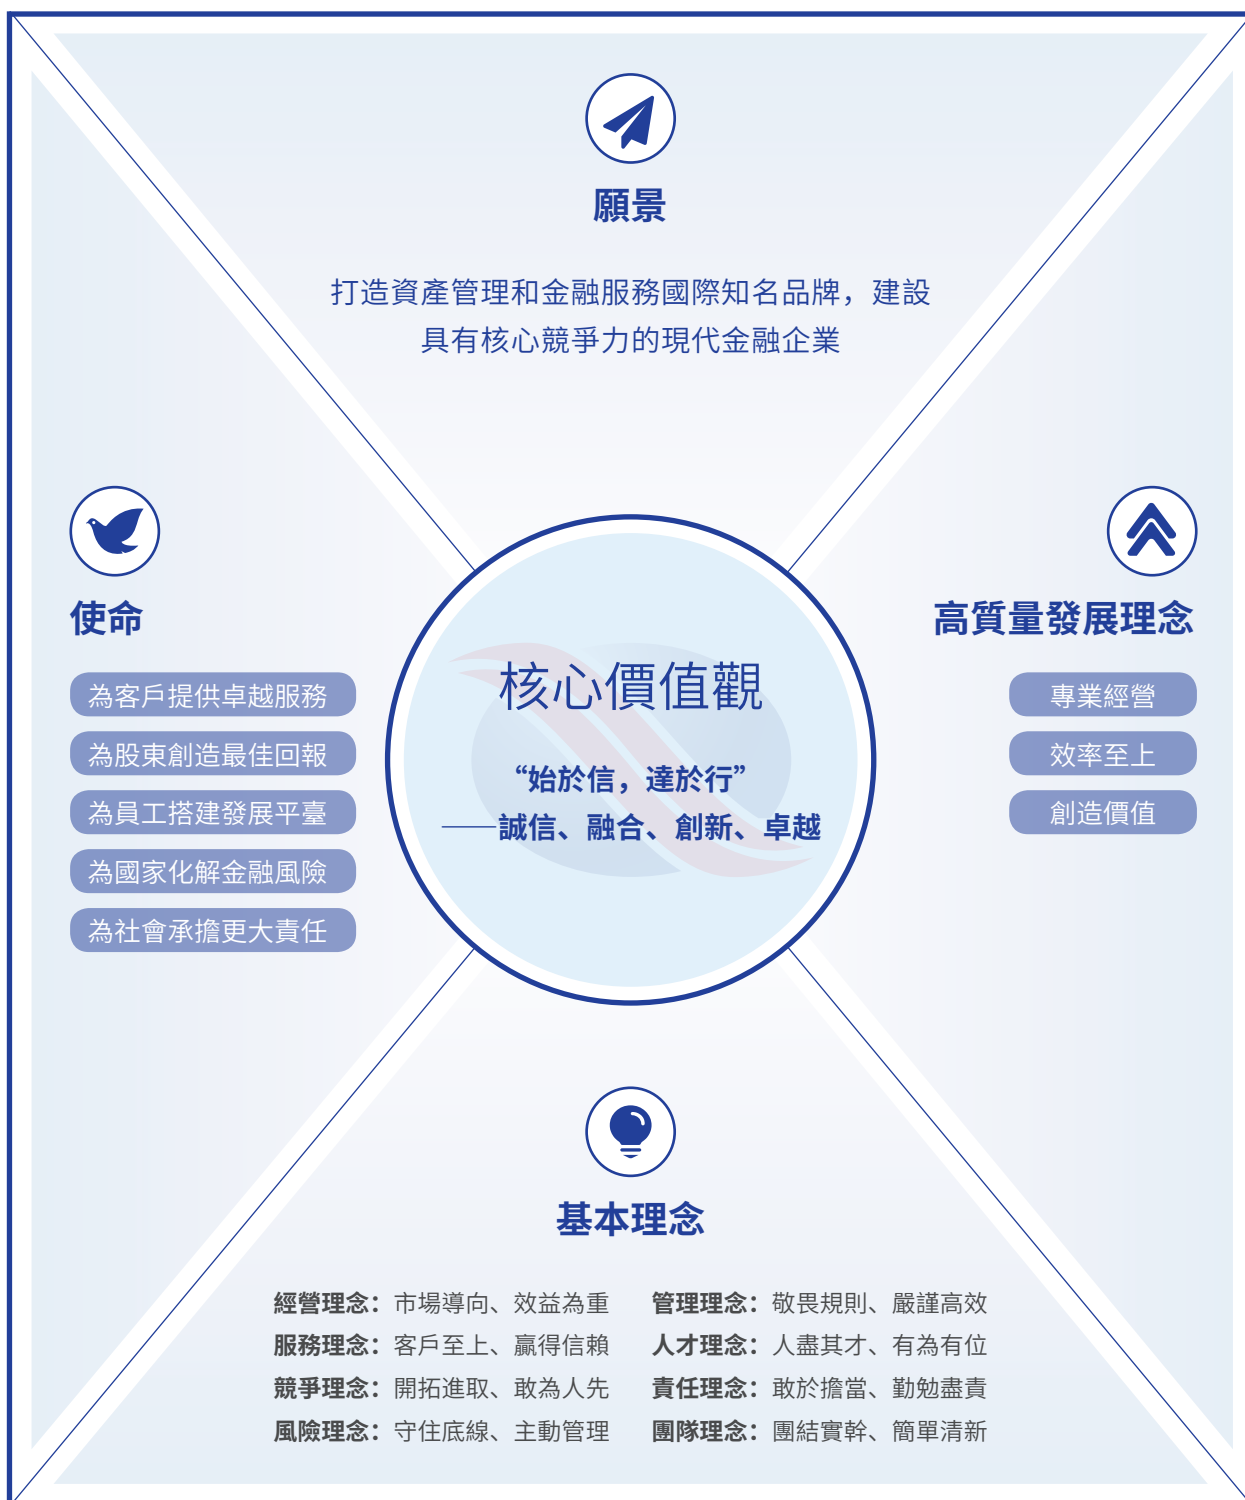 願景
打造資產管理和金融服務國際知名品牌，建設
具有核心競爭力的現代金融企業
使命
為客戶提供卓越服務
為股東創造最佳回報
為員工搭建發展平臺
為國家化解金融風險
為社會承擔更大責任
核心價值觀
“始於信，達於行”
——誠信、融合、創新、卓越
高質量發展理念
專業經營
效率至上
創造價值
基本理念
經營理念：市場導向、效益為重
服務理念：客戶至上、贏得信賴
競爭理念：開拓進取、敢為人先
風險理念：守住底線、主動管理
管理理念：敬畏規則、嚴謹高效
人才理念：人盡其才、有為有位
責任理念：敢於擔當、勤勉盡責
團隊理念：團結實幹、簡單清新